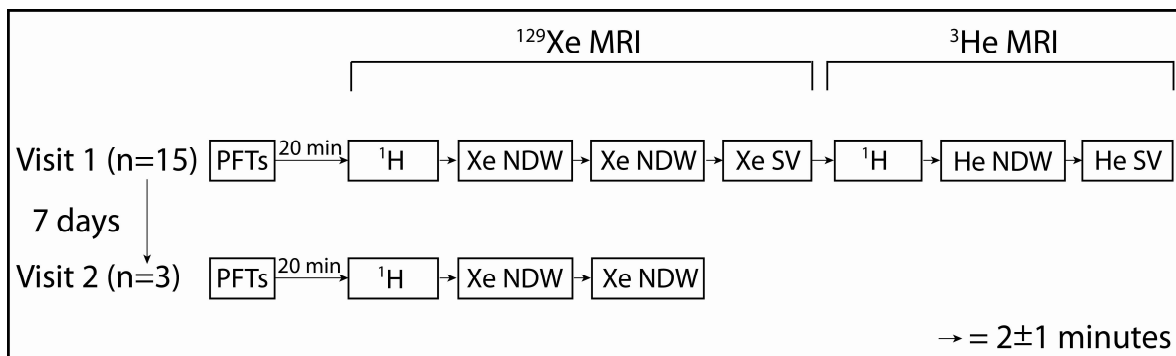 ¹²⁹Xe MRI ³He MRI
Visit 1 (n=15) PFTs 20 min ¹H Xe NDW Xe NDW Xe SV ¹H He NDW He SV
7 days
Visit 2 (n=3) PFTs 20 min ¹H Xe NDW Xe NDW
→ = 2±1 minutes